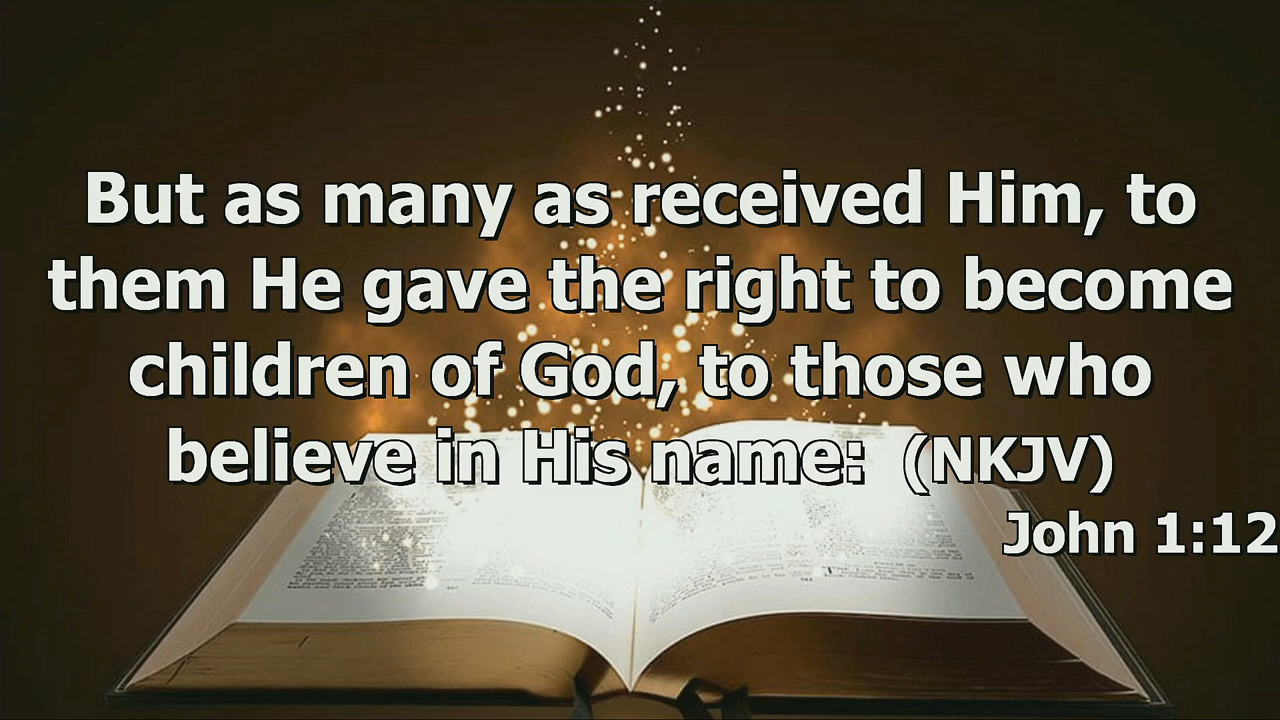 But as many as received Him, to
them He gave the right to become
children of God, to those who
believe in His name: (NKJV)
John 1:12